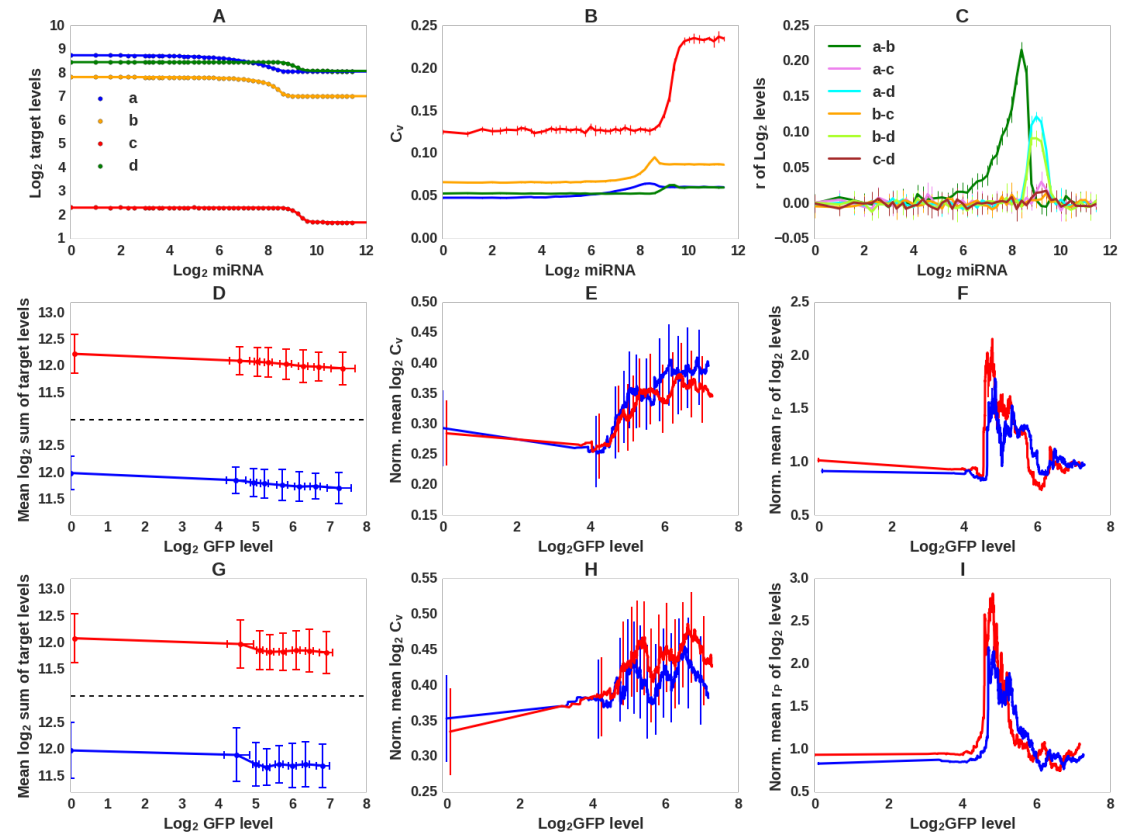 A
Log2 target levels
10
9
8
7
6
5
4
3
2
1
a
b
c
d
0 2 4 6 8 10 12
Log2 miRNA
B
Cv
0.25
0.20
0.15
0.10
0.05
0.00
0 2 4 6 8 10 12
Log2 miRNA
C
r of Log2 levels
0.25
0.20
0.15
0.10
0.05
0.00
−0.05
a-b
a-c
a-d
b-c
b-d
c-d
0 2 4 6 8 10 12
Log2 miRNA
D
Mean log2 sum of target levels
13.0
12.5
12.0
11.5
12.5
12.0
11.5
0 1 2 3 4 5 6 7 8
Log2 GFP level
E
Norm. mean log2 Cv
0.50
0.45
0.40
0.35
0.30
0.25
0.20
0.15
0 2 4 6 8
Log2GFP level
F
Norm. mean rP of log2 levels
2.5
2.0
1.5
1.0
0.5
0 2 4 6 8
Log2GFP level
G
Mean log2 sum of target levels
13.0
12.5
12.0
11.5
12.5
12.0
11.5
0 1 2 3 4 5 6 7 8
Log2 GFP level
H
Norm. mean log2 Cv
0.55
0.50
0.45
0.40
0.35
0.30
0.25
0 2 4 6 8
Log2GFP level
I
Norm. mean rP of log2 levels
3.0
2.5
2.0
1.5
1.0
0.5
0 2 4 6 8
Log2GFP level